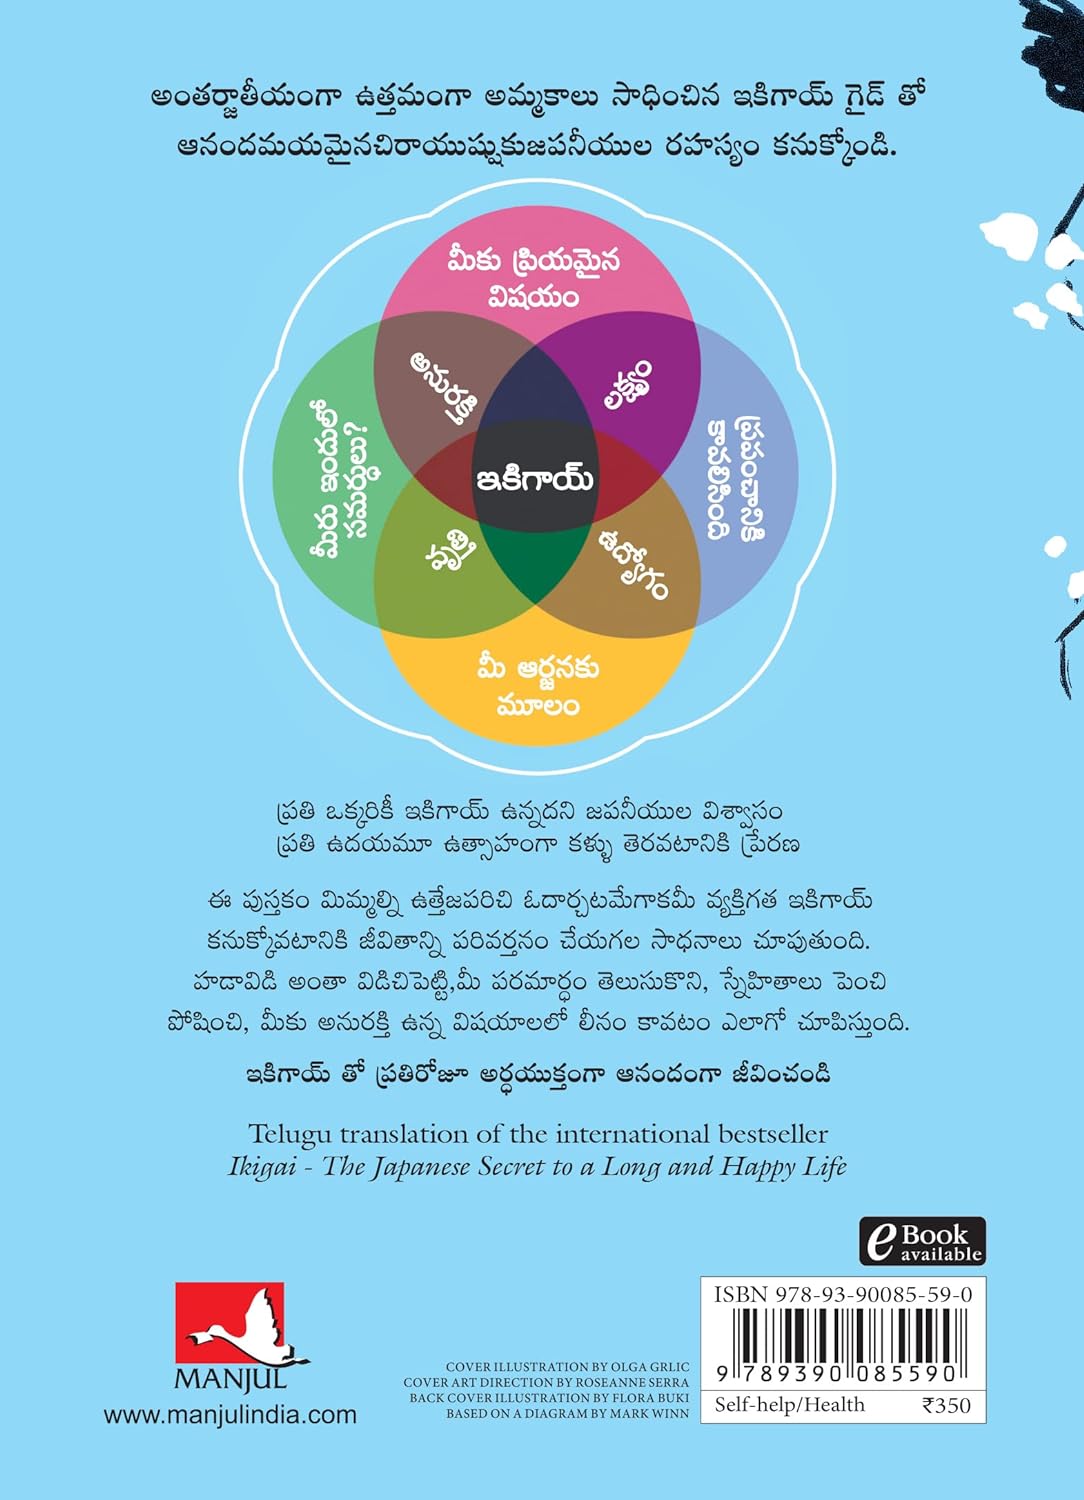 అంతర్జాతీయంగా ఉత్తమంగా అమ్మకాలు సాధించిన ఇకిగాయ్ గైడ్ తో
ఆనందమయమైనచిరాయుష్షుకుజపనీయుల రహస్యం కనుక్కోండి.
మీకు ప్రియమైన
విషయం
అనురక్తి
లక్ష్యం
మీరు ఇందులో
సమర్థులు?
ఇకిగాయ్
ప్రపంచానికి
కావలసింది
వృత్తి
ఉద్యోగం
మీ ఆర్జనకు
మూలం
ప్రతి ఒక్కరికీ ఇకిగాయ్ ఉన్నదని జపనీయుల విశ్వాసం
ప్రతి ఉదయమూ ఉత్సాహంగా కళ్ళు తెరవటానికి ప్రేరణ
ఈ పుస్తకం మిమ్మల్ని ఉత్తేజపరిచి ఓదార్చటమేగాకమీ వ్యక్తిగత ఇకిగాయ్
కనుక్కోవటానికి జీవితాన్ని పరివర్తనం చేయగల సాధనాలు చూపుతుంది.
హడావిడి అంతా విడిచిపెట్టి,మీ పరమార్ధం తెలుసుకొని, స్నేహితాలు పెంచి
పోషించి, మీకు అనురక్తి ఉన్న విషయాలలో లీనం కావటం ఎలాగో చూపిస్తుంది.
ఇకిగాయ్ తో ప్రతిరోజూ అర్ధయుక్తంగా ఆనందంగా జీవించండి
Telugu translation of the international bestseller
Ikigai - The Japanese Secret to a Long and Happy Life
eBook
available
ISBN 978-93-90085-59-0
9 789390 085590
Self-help/Health ₹350
MANJUL
www.manjulindia.com
COVER ILLUSTRATION BY OLGA GRLIC
COVER ART DIRECTION BY ROSEANNE SERRA
BACK COVER ILLUSTRATION BY FLORA BUKI
BASED ON A DIAGRAM BY MARK WINN